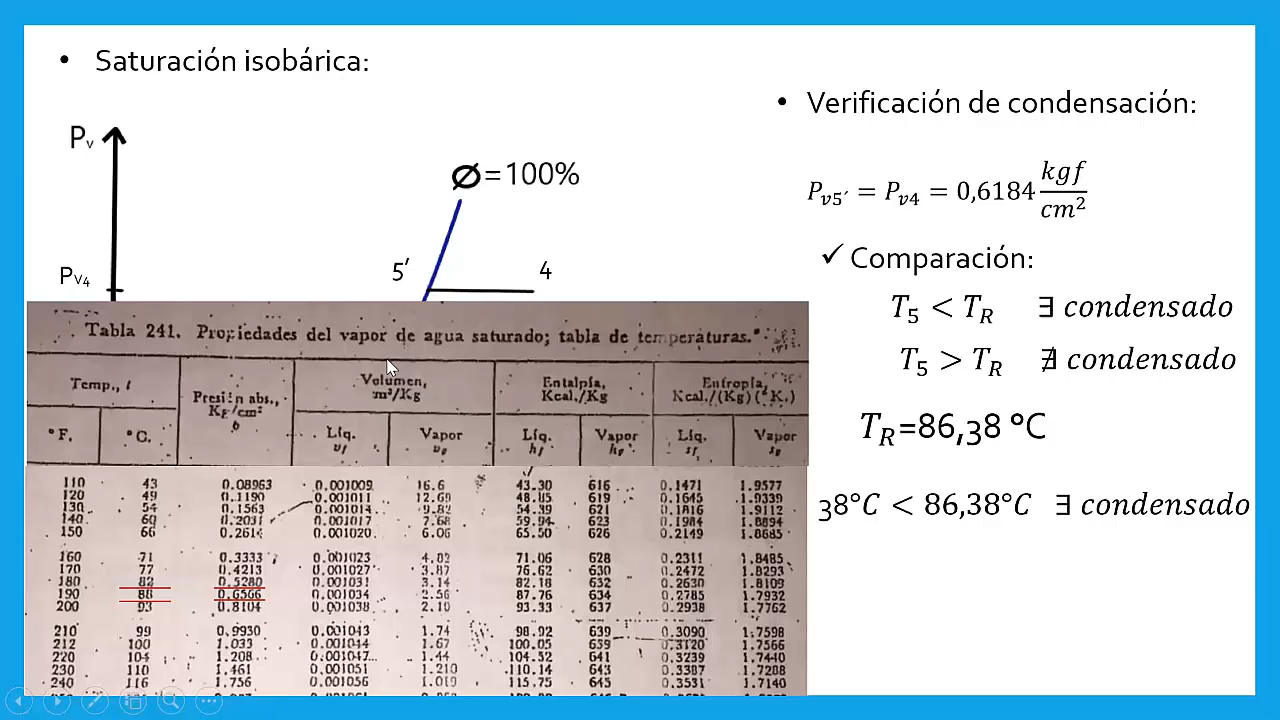 • Saturación isobárica:
Pv
ø=100%
Pv4
5′
4
• Verificación de condensación:
P𝑣5′ = P𝑣4 = 0,6184 kgf/cm²
✓ Comparación:
T5 < TR ∃ condensado
T5 > TR ∄ condensado
TR=86,38 °C
38°C < 86,38°C ∃ condensado
Tabla 241. Propiedades del vapor de agua saturado; tabla de temperaturas.
Temp., t
Presión abs., Kg/cm²
Volumen, m³/Kg
Entalpía, Kcal./Kg
Entropía, Kcal./(Kg)(°K.)
°F. °C. Líq. vf Vapor vg Líq. hf Vapor hg Líq. sf Vapor sg
110 43 0.08963 0.001009 16.6 43.30 616 0.1471 1.9577
120 49 0.1190 0.001011 12.60 48.85 619 0.1645 1.9339
130 54 0.1563 0.001014 9.82 54.39 621 0.1816 1.9112
140 60 0.2031 0.001017 7.68 59.94 623 0.1984 1.8894
150 66 0.2614 0.001020 6.06 65.50 626 0.2149 1.8685
160 71 0.3333 0.001023 4.82 71.06 628 0.2311 1.8485
170 77 0.4213 0.001027 3.87 76.62 630 0.2472 1.8293
180 82 0.5280 0.001031 3.14 82.18 632 0.2630 1.8109
190 88 0.6566 0.001034 2.56 87.76 634 0.2785 1.7932
200 93 0.8104 0.001038 2.10 93.33 637 0.2938 1.7762
210 99 0.9930 0.001043 1.74 98.92 639 0.3090 1.7598
212 100 1.033 0.001044 1.67 100.05 639 0.3120 1.7566
220 104 1.208 0.001047 1.44 104.52 641 0.3239 1.7440
230 110 1.461 0.001051 1.210 110.14 643 0.3387 1.7208
240 116 1.756 0.001056 1.019 115.75 645 0.3531 1.7140